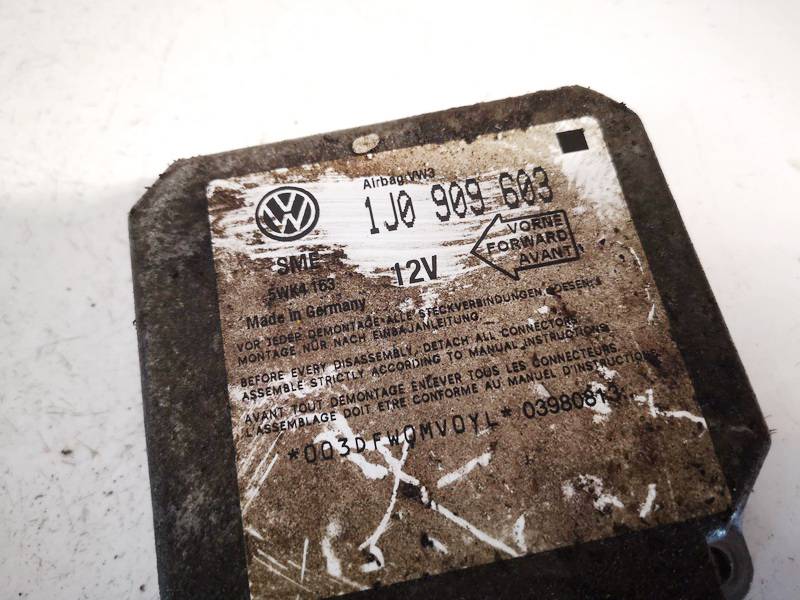 Airbag VW3
1J0 909 603
VORNE
FORWARD
AVANT
SME
12V
5WK4 163
Made in Germany
VOR JEDER DEMONTAGE-ALLE STECKVERBINDUNGEN LOESEN.
MONTAGE NUR NACH EINBAUANLEITUNG
BEFORE EVERY DISASSEMBLY-DETACH ALL CONNECTORS
ASSEMBLE STRICTLY ACCORDING TO MANUAL INSTRUCTIONS
AVANT TOUT DEMONTAGE ENLEVER TOUS LES CONNECTEURS
L'ASSEMBLAGE DOIT ETRE CONFORME AU MANUEL D'INSTRUCTIONS
*003DFW0MV0YL* 03980813